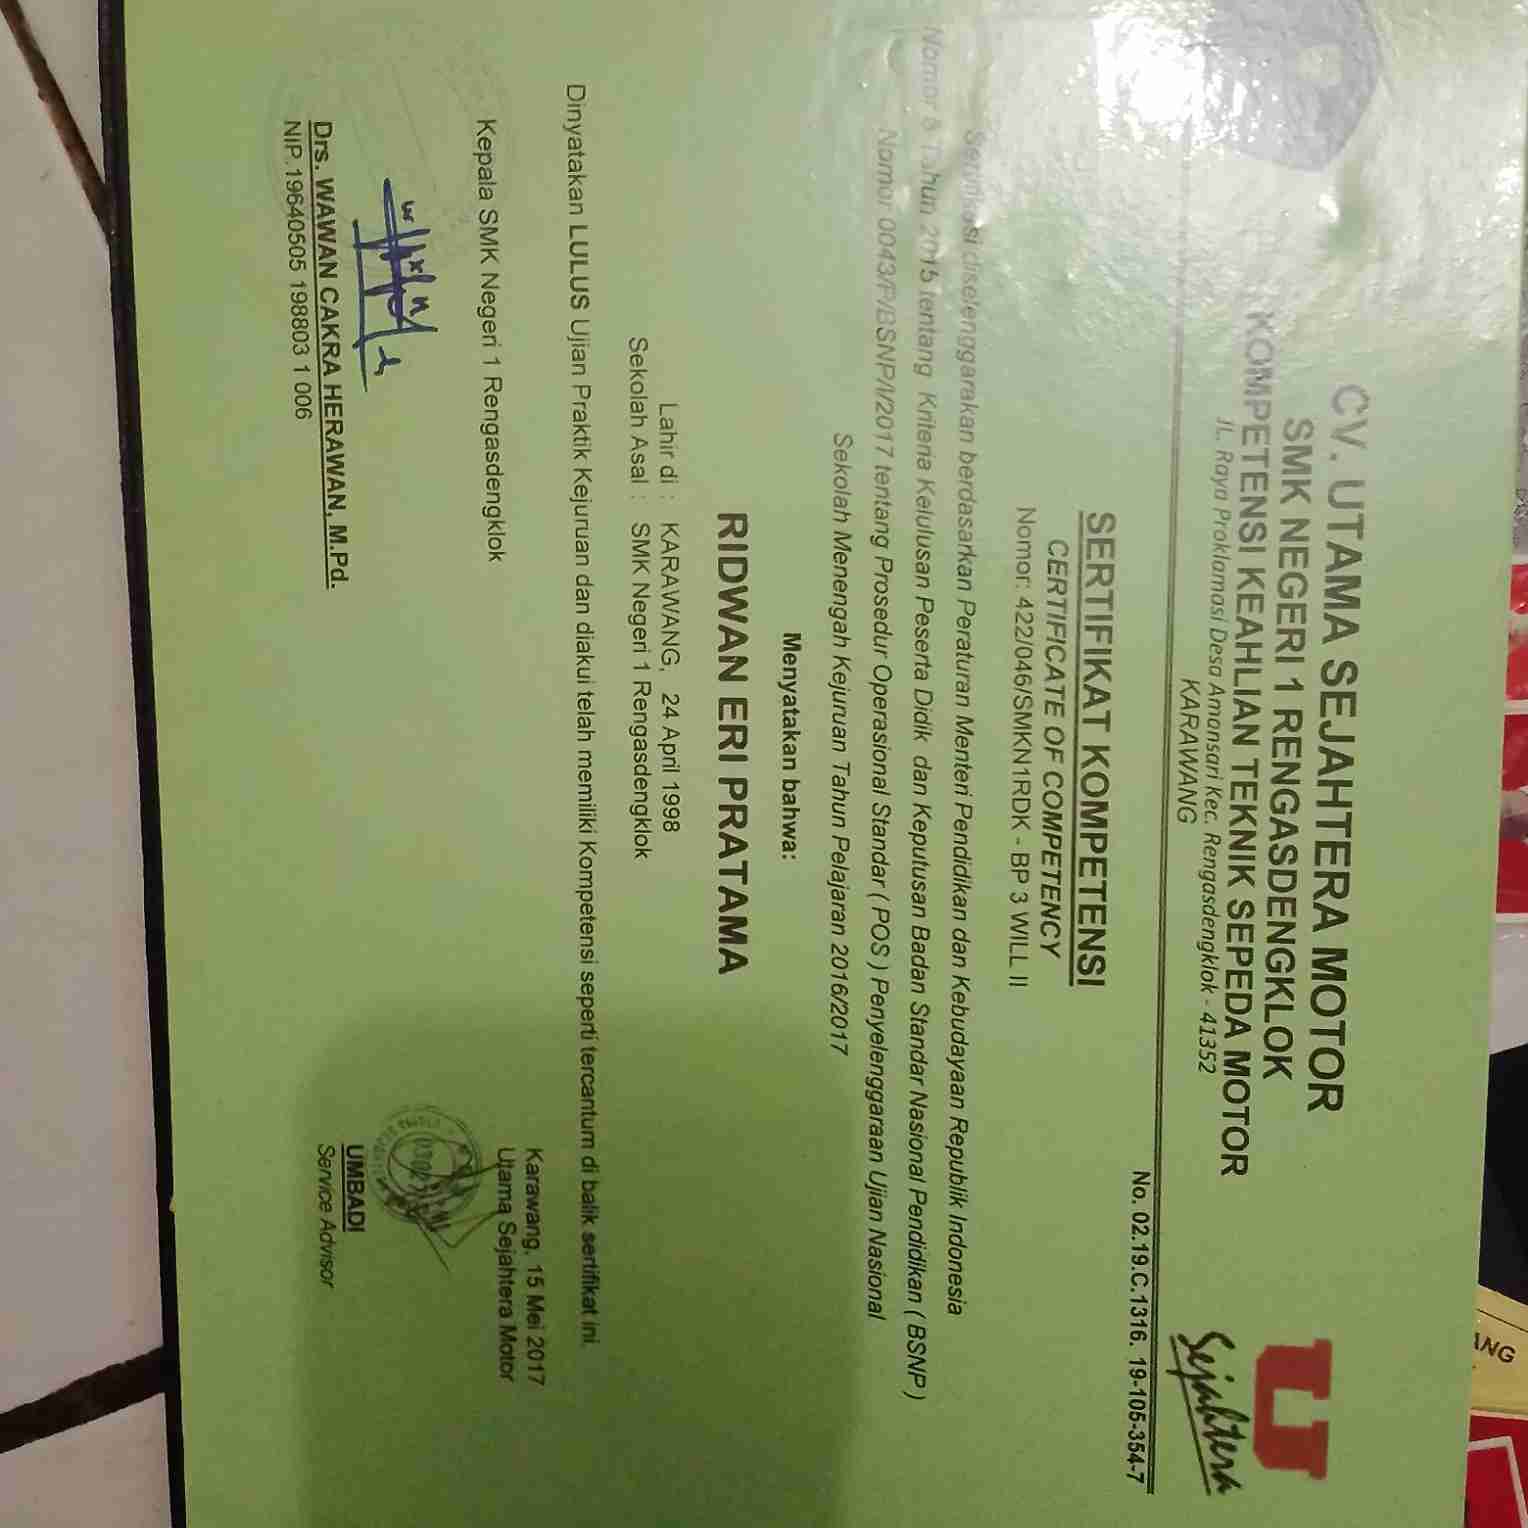 CV. UTAMA SEJAHTERA MOTOR
SMK NEGERI 1 RENGASDENGKLOK
KOMPETENSI KEAHLIAN TEKNIK SEPEDA MOTOR
JL. Raya Proklamasi Desa Amansari Kec. Rengasdengklok - 41352
KARAWANG
U
Sejahtera
No. 02.19.C.1316. 19-105-354-7
SERTIFIKAT KOMPETENSI
CERTIFICATE OF COMPETENCY
Nomor: 422/046/SMKN1RDK - BP 3 WILL II
Sertifikasi diselenggarakan berdasarkan Peraturan Menteri Pendidikan dan Kebudayaan Republik Indonesia
Nomor 5 Tahun 2015 tentang Kriteria Kelulusan Peserta Didik dan Keputusan Badan Standar Nasional Pendidikan ( BSNP )
Nomor 0043/P/BSNP/I/2017 tentang Prosedur Operasional Standar ( POS ) Penyelenggaraan Ujian Nasional
Sekolah Menengah Kejuruan Tahun Pelajaran 2016/2017
Menyatakan bahwa:
RIDWAN ERI PRATAMA
Lahir di : KARAWANG, 24 April 1998
Sekolah Asal : SMK Negeri 1 Rengasdengklok
Dinyatakan LULUS Ujian Praktik Kejuruan dan diakui telah memiliki Kompetensi seperti tercantum di balik sertifikat ini.
Karawang, 15 Mei 2017
Kepala SMK Negeri 1 Rengasdengklok
Utama Sejahtera Motor
Drs. WAWAN CAKRA HERAWAN, M.Pd.
NIP. 19640505 198803 1 006
UMBADI
Service Advisor
ANG